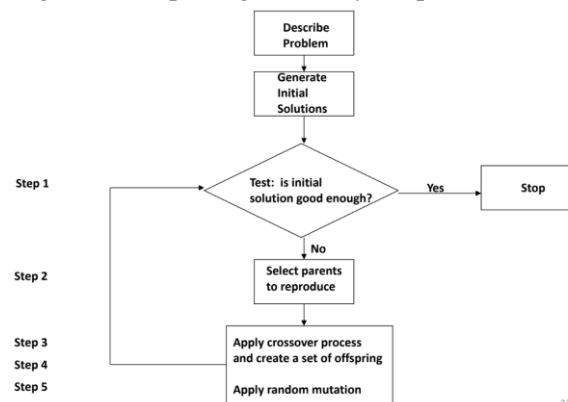 Describe
Problem
Generate
Initial
Solutions
Step 1
Test: is initial
solution good enough?
Yes
Stop
No
Step 2
Select parents
to reproduce
Step 3
Apply crossover process
Step 4
and create a set of offspring
Step 5
Apply random mutation